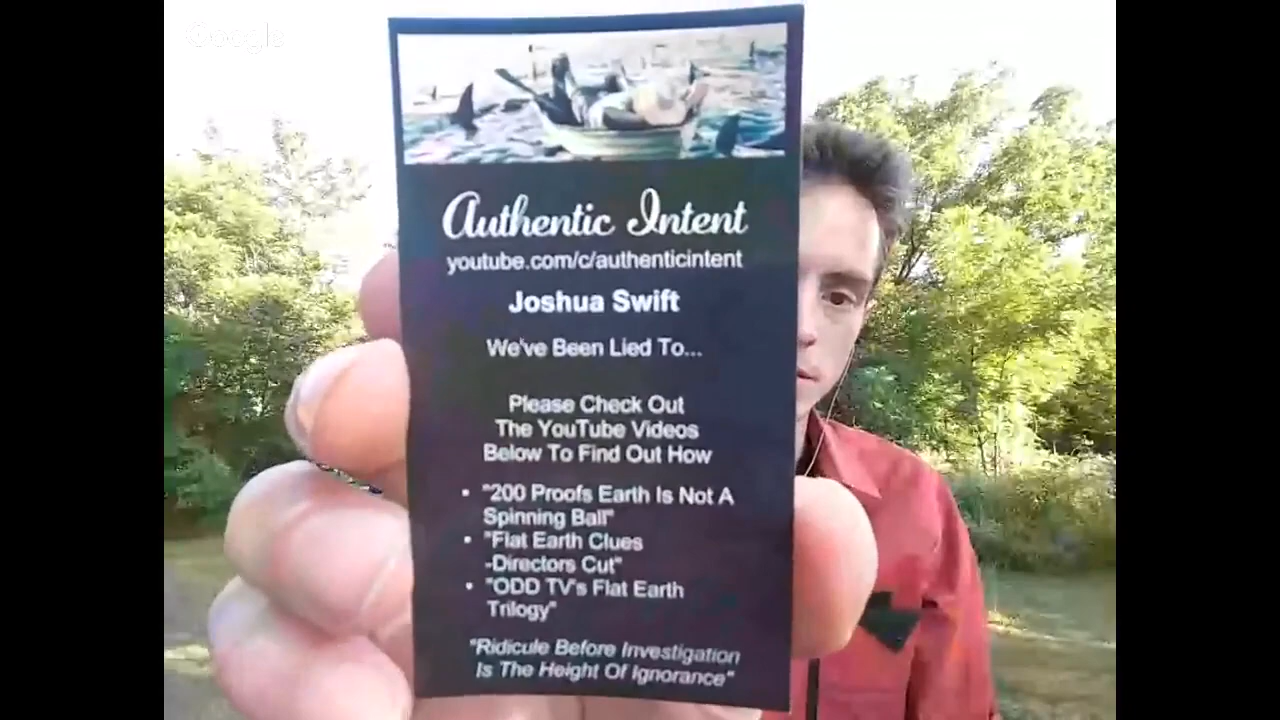 Google
Authentic Intent
youtube.com/c/authenticintent
Joshua Swift
We've Been Lied To...
Please Check Out
The YouTube Videos
Below To Find Out How
• "200 Proofs Earth Is Not A
Spinning Ball"
• "Flat Earth Clues
-Directors Cut"
• "ODD TV's Flat Earth
Trilogy"
"Ridicule Before Investigation
Is The Height Of Ignorance"